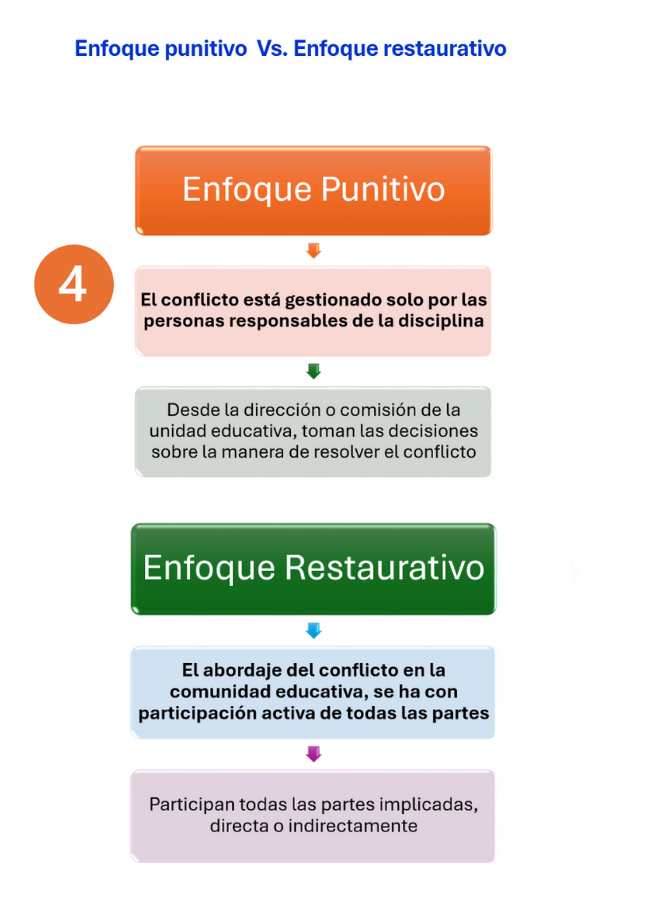 Enfoque punitivo Vs. Enfoque restaurativo
Enfoque Punitivo
4
El conflicto está gestionado solo por las
personas responsables de la disciplina
Desde la dirección o comisión de la
unidad educativa, toman las decisiones
sobre la manera de resolver el conflicto
Enfoque Restaurativo
El abordaje del conflicto en la
comunidad educativa, se ha con
participación activa de todas las partes
Participan todas las partes implicadas,
directa o indirectamente